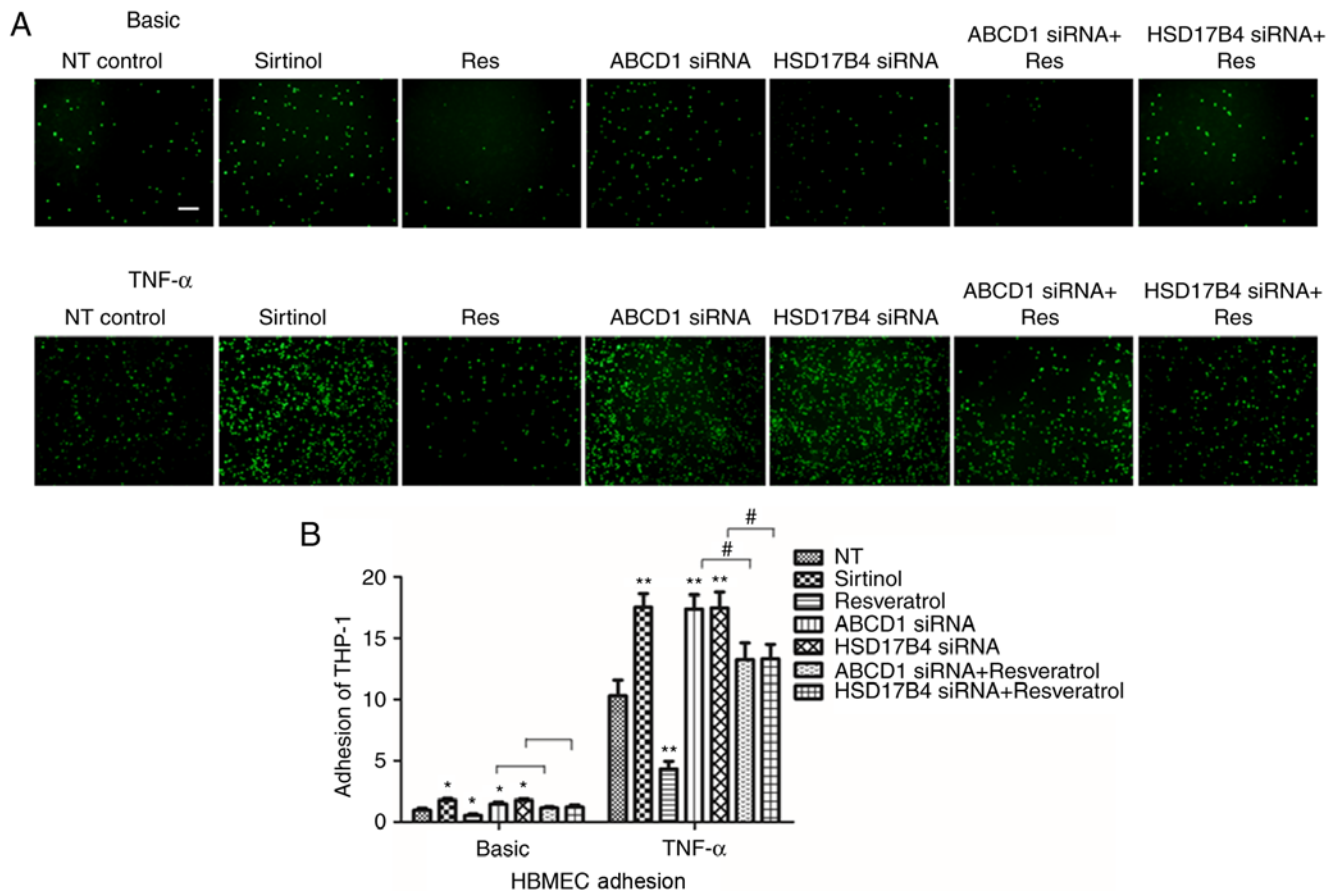 A
Basic
NT control Sirtinol Res ABCD1 siRNA HSD17B4 siRNA ABCD1 siRNA+ Res HSD17B4 siRNA+ Res
TNF-α
NT control Sirtinol Res ABCD1 siRNA HSD17B4 siRNA ABCD1 siRNA+ Res HSD17B4 siRNA+ Res
B
Adhesion of THP-1
20
15
10
5
0
* * * *
** ** ** **
# #
Basic TNF-α
HBMEC adhesion
NT
Sirtinol
Resveratrol
ABCD1 siRNA
HSD17B4 siRNA
ABCD1 siRNA+Resveratrol
HSD17B4 siRNA+Resveratrol